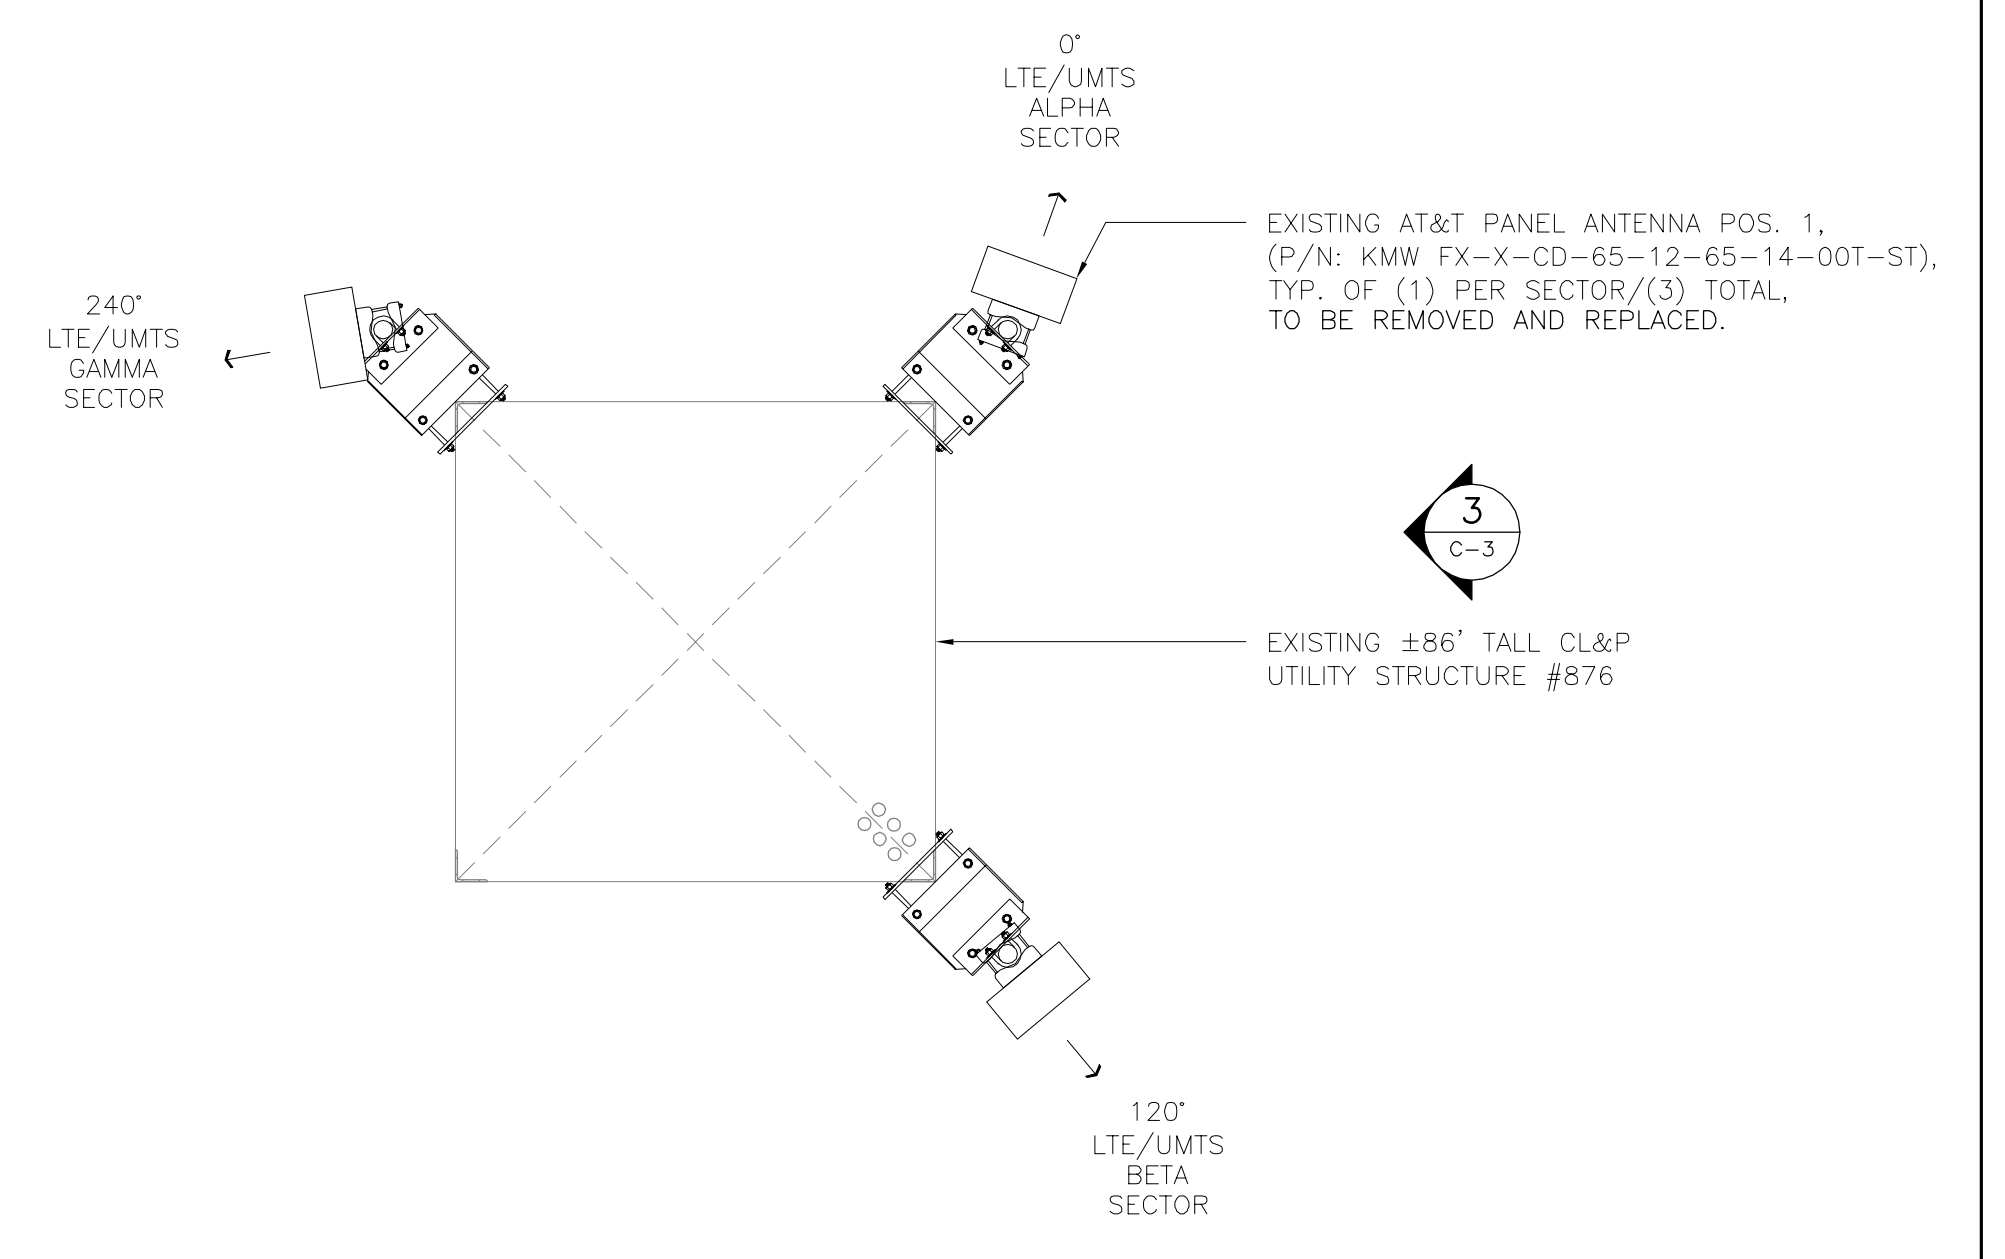 0°
LTE/UMTS
ALPHA
SECTOR
EXISTING AT&T PANEL ANTENNA POS. 1,
(P/N: KMW FX-X-CD-65-12-65-14-00T-ST),
TYP. OF (1) PER SECTOR/(3) TOTAL,
TO BE REMOVED AND REPLACED.
240°
LTE/UMTS
GAMMA
SECTOR
3
C-3
EXISTING ±86' TALL CL&P
UTILITY STRUCTURE #876
120°
LTE/UMTS
BETA
SECTOR